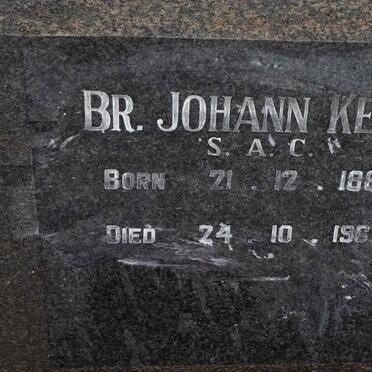 BR. JOHANN KE
"S. A. C."
BORN 21 . 12 . 188
DIED 24 . 10 . 196